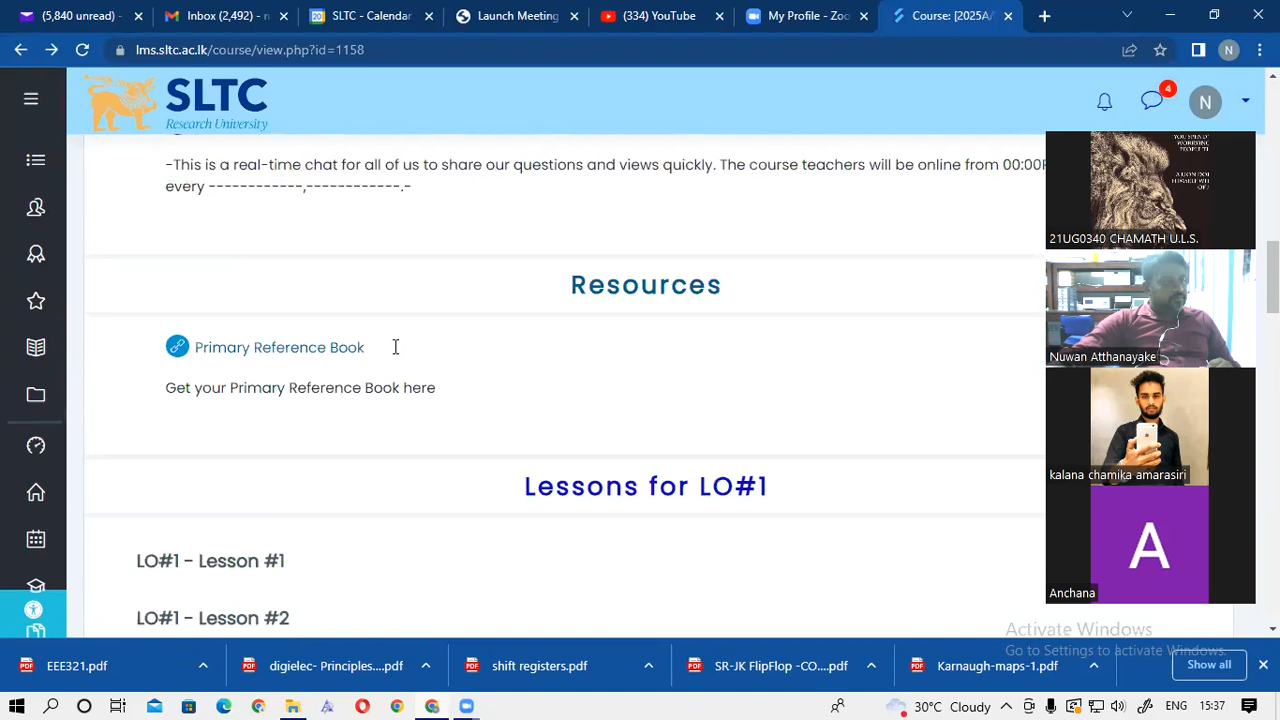 (5,840 unread) -
Inbox (2,492) - n
SLTC - Calendar
Launch Meeting
(334) YouTube
My Profile - Zoo
Course: [2025A/
lms.sltc.ac.lk/course/view.php?id=1158
N
SLTC
Research University
4
N
-This is a real-time chat for all of us to share our questions and views quickly. The course teachers will be online from 00:00
every ------------,------------.-
Resources
Primary Reference Book
Get your Primary Reference Book here
Lessons for LO#1
LO#1 - Lesson #1
LO#1 - Lesson #2
YOU SPEND
WORRYING
A LION DO
21UG0340 CHAMATH U.L.S.
Nuwan Atthanayake
kalana chamika amarasiri
A
Anchana
Activate Windows
Go to Settings to activate Windows.
EEE321.pdf
digielec- Principles....pdf
shift registers.pdf
SR-JK FlipFlop -CO....pdf
Karnaugh-maps-1.pdf
Show all
30°C Cloudy
ENG
15:37